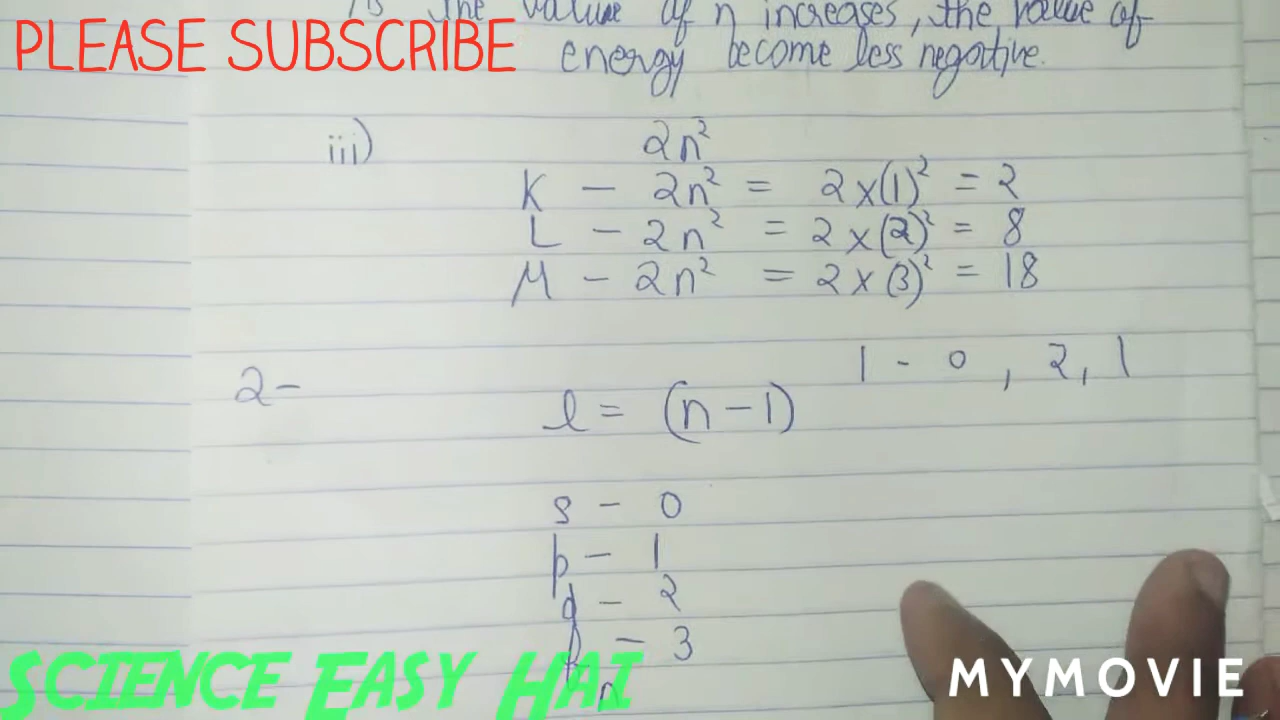 As the value of n increases, the value of
PLEASE SUBSCRIBE
energy become less negative.
iii) 2n²
K - 2n² = 2×(1)² = 2
L - 2n² = 2×(2)² = 8
M - 2n² = 2×(3)² = 18
1 - 0, 2, 1
2- l = (n-1)
s - 0
p - 1
d - 2
f - 3
n
SCIENCE EASY HAI
MYMOVIE